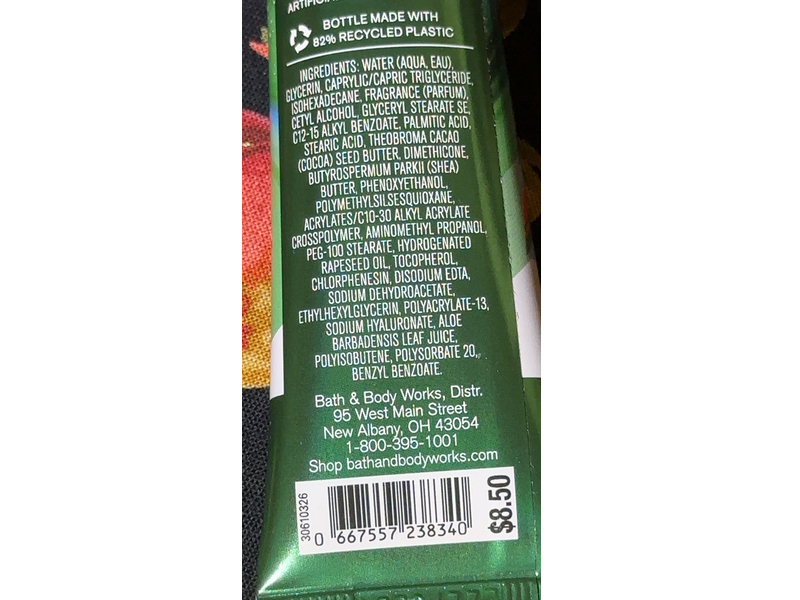 BOTTLE MADE WITH
82% RECYCLED PLASTIC
INGREDIENTS: WATER (AQUA, EAU),
GLYCERIN, CAPRYLIC/CAPRIC TRIGLYCERIDE,
ISOHEXADECANE, FRAGRANCE (PARFUM),
CETYL ALCOHOL, GLYCERYL STEARATE SE,
C12-15 ALKYL BENZOATE, PALMITIC ACID,
STEARIC ACID, THEOBROMA CACAO
(COCOA) SEED BUTTER, DIMETHICONE,
BUTYROSPERMUM PARKII (SHEA)
BUTTER, PHENOXYETHANOL,
POLYMETHYLSILSESQUIOXANE,
ACRYLATES/C10-30 ALKYL ACRYLATE
CROSSPOLYMER, AMINOMETHYL PROPANOL,
PEG-100 STEARATE, HYDROGENATED
RAPESEED OIL, TOCOPHEROL,
CHLORPHENESIN, DISODIUM EDTA,
SODIUM DEHYDROACETATE,
ETHYLHEXYLGLYCERIN, POLYACRYLATE-13,
SODIUM HYALURONATE, ALOE
BARBADENSIS LEAF JUICE,
POLYISOBUTENE, POLYSORBATE 20,
BENZYL BENZOATE.
Bath & Body Works, Distr.
95 West Main Street
New Albany, OH 43054
1-800-395-1001
Shop bathandbodyworks.com
30610326
0 667557 238340
$8.50